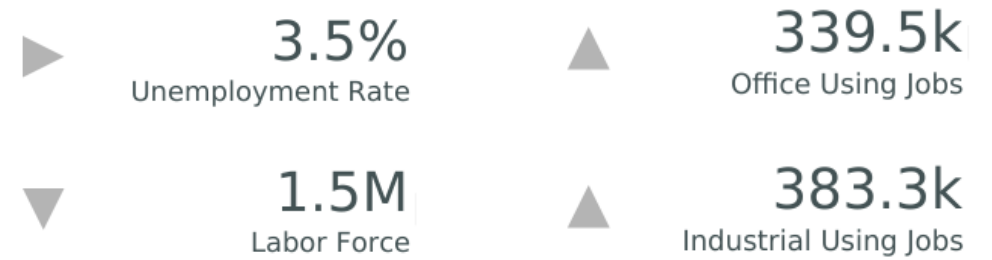 3.5%
Unemployment Rate
339.5k
Office Using Jobs
1.5M
Labor Force
383.3k
Industrial Using Jobs